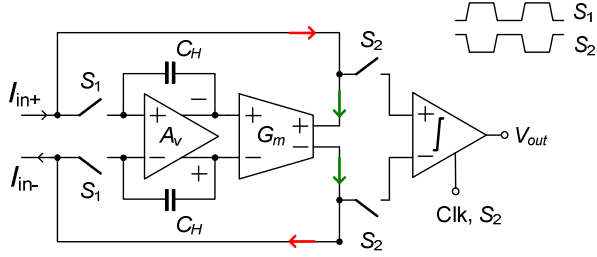 S1
S2
CH
S2
S1
Iin+
+
−
+
+
+
Av
Gm
Vout
−
+
−
−
−
Iin-
S1
CH
S2
Clk, S2